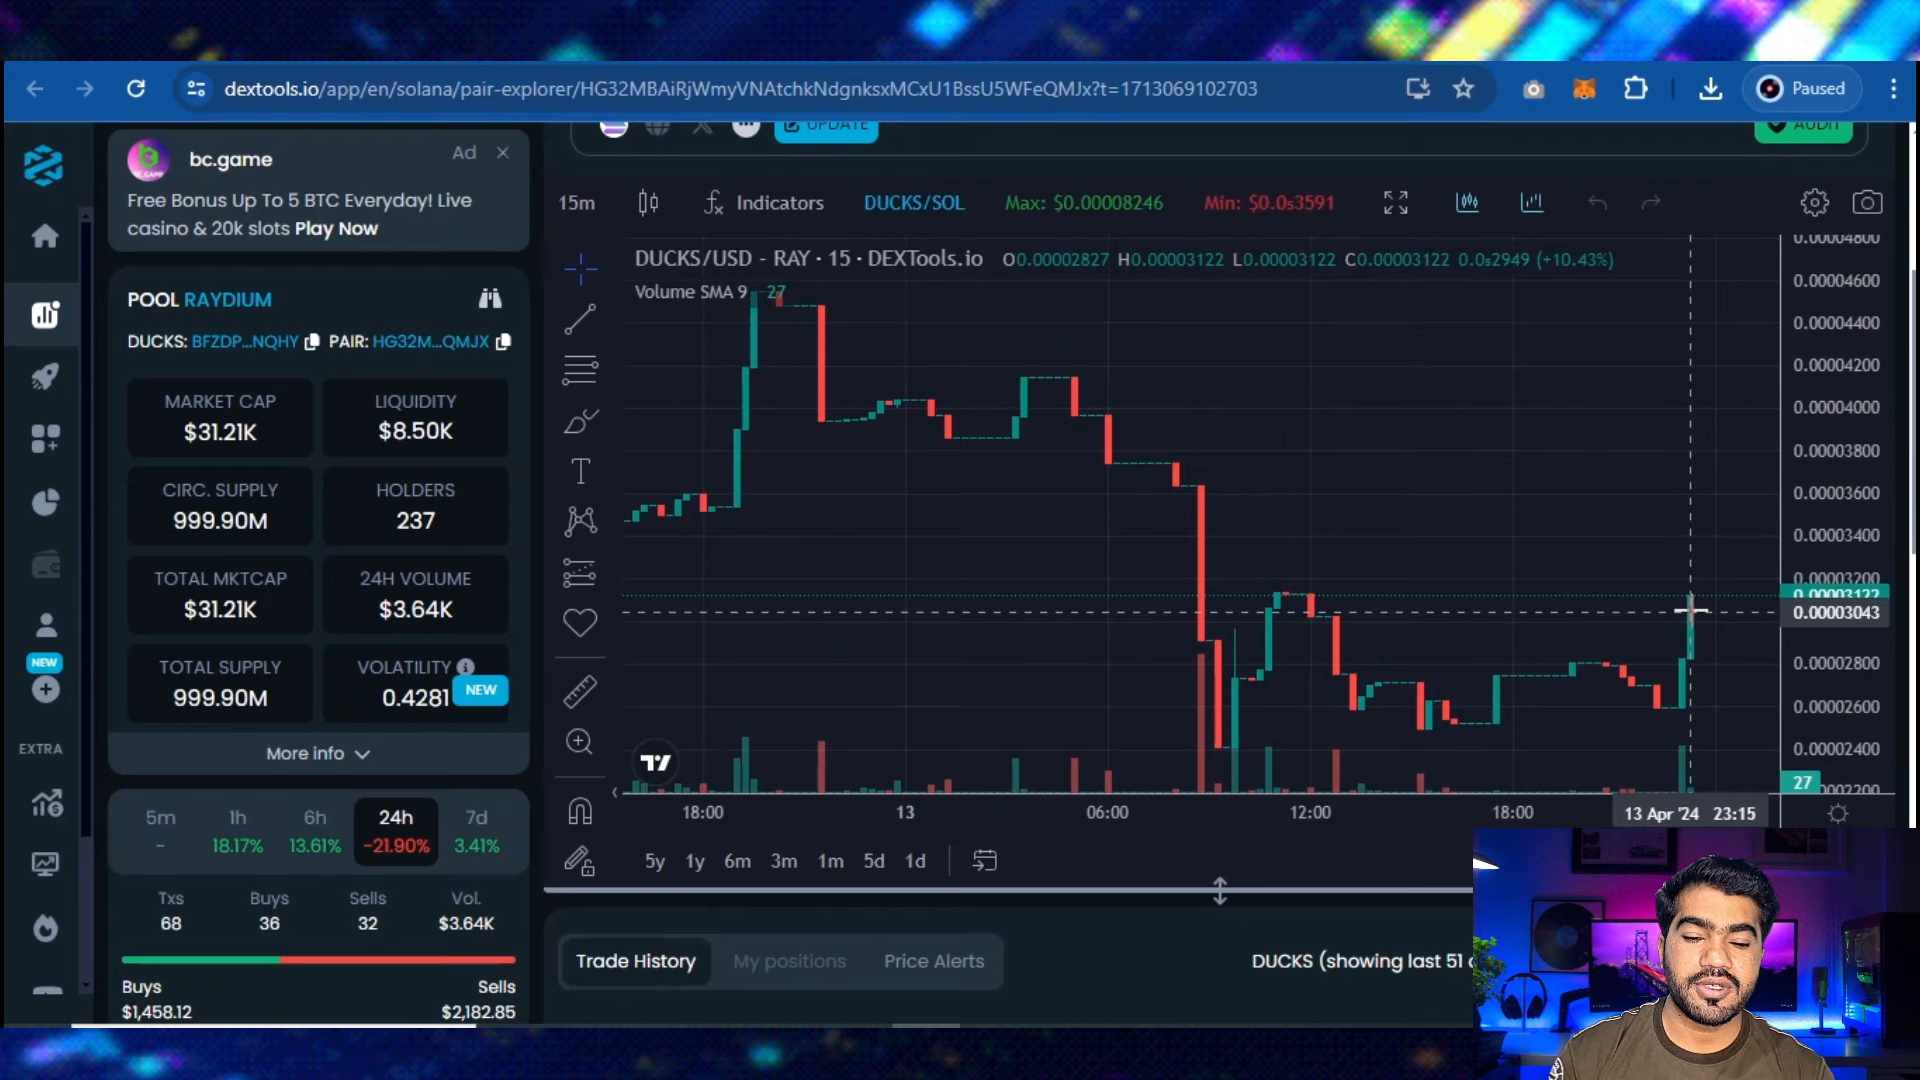 dextools.io/app/en/solana/pair-explorer/HG32MBAiRjWmyVNAtchkNdgnksxMCxU1BssU5WFeQMJx?t=1713069102703
Paused
bc.game
Ad
Free Bonus Up To 5 BTC Everyday! Live
casino & 20k slots Play Now
UPDATE
AUDIT
15m
Indicators
DUCKS/SOL
Max: $0.00008246
Min: $0.0₅3591
DUCKS/USD - RAY · 15 · DEXTools.io O0.00002827 H0.00003122 L0.00003122 C0.00003122 0.0₅2949 (+10.43%)
Volume SMA 9 27
POOL RAYDIUM
DUCKS: BFZDP...NQHY PAIR: HG32M...QMJX
MARKET CAP
$31.21K
LIQUIDITY
$8.50K
CIRC. SUPPLY
999.90M
HOLDERS
237
TOTAL MKTCAP
$31.21K
24H VOLUME
$3.64K
TOTAL SUPPLY
999.90M
VOLATILITY
0.4281
NEW
More info
NEW
EXTRA
5m 1h 6h 24h 7d
- 18.17% 13.61% -21.90% 3.41%
Txs Buys Sells Vol.
68 36 32 $3.64K
Buys Sells
$1,458.12 $2,182.85
0.00004800
0.00004600
0.00004400
0.00004200
0.00004000
0.00003800
0.00003600
0.00003400
0.00003200
0.00003122
0.00003043
0.00002800
0.00002600
0.00002400
27
0.00002200
18:00 13 06:00 12:00 18:00 13 Apr '24 23:15
5y 1y 6m 3m 1m 5d 1d
Trade History My positions Price Alerts
DUCKS (showing last 51